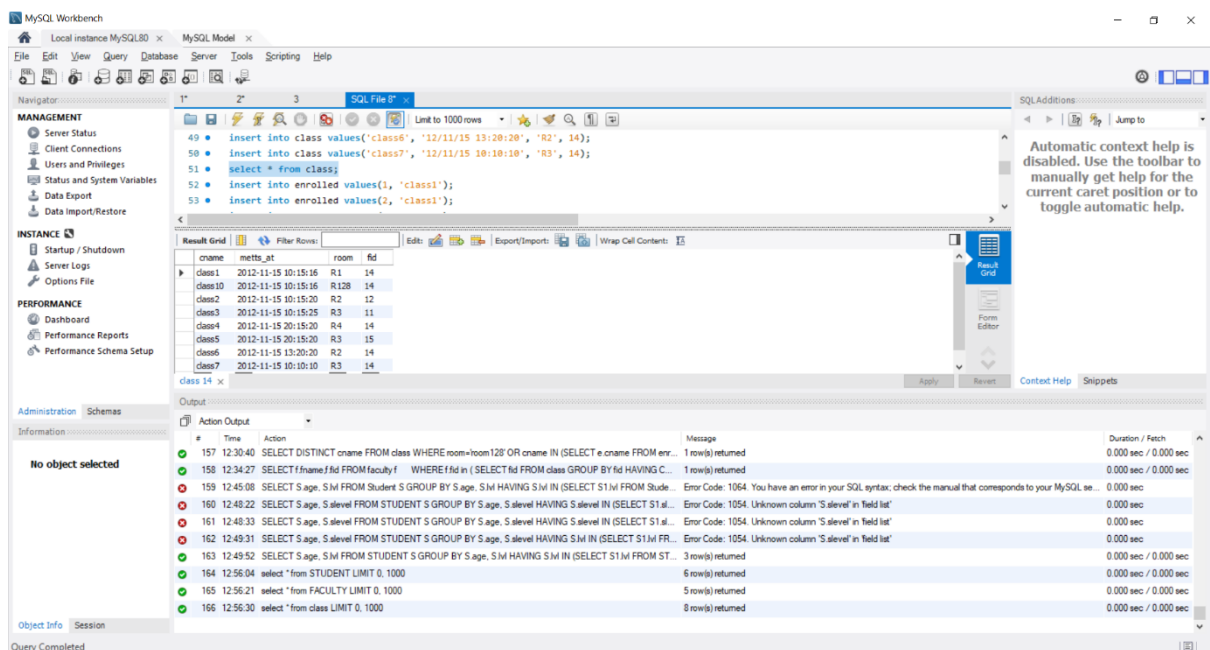 MySQL Workbench
Local instance MySQL80 × MySQL Model ×
File Edit View Query Database Server Tools Scripting Help
Navigator
MANAGEMENT
Server Status
Client Connections
Users and Privileges
Status and System Variables
Data Export
Data Import/Restore
INSTANCE
Startup / Shutdown
Server Logs
Options File
PERFORMANCE
Dashboard
Performance Reports
Performance Schema Setup
Administration Schemas
Information
No object selected
Object Info Session
1* 2* 3 SQL File 8* ×
Limit to 1000 rows
49 insert into class values('class6', '12/11/15 13:20:20', 'R2', 14);
50 insert into class values('class7', '12/11/15 10:10:10', 'R3', 14);
51 select * from class;
52 insert into enrolled values(1, 'class1');
53 insert into enrolled values(2, 'class1');
Result Grid Filter Rows: Edit: Export/Import: Wrap Cell Content:
cname metts_at room fid
class1 2012-11-15 10:15:16 R1 14
class10 2012-11-15 10:15:16 R128 14
class2 2012-11-15 10:15:20 R2 12
class3 2012-11-15 10:15:25 R3 11
class4 2012-11-15 20:15:20 R4 14
class5 2012-11-15 20:15:20 R3 15
class6 2012-11-15 13:20:20 R2 14
class7 2012-11-15 10:10:10 R3 14
Result
Grid
Form
Editor
class 14 × Apply Revert
SQLAdditions
Jump to
Automatic context help is
disabled. Use the toolbar to
manually get help for the
current caret position or to
toggle automatic help.
Context Help Snippets
Output
Action Output
# Time Action Message Duration / Fetch
157 12:30:40 SELECT DISTINCT cname FROM class WHERE room='room128' OR cname IN (SELECT e.cname FROM enr... 1 row(s) returned 0.000 sec / 0.000 sec
158 12:34:27 SELECT f.fname,f.fid FROM faculty f WHERE f.fid in ( SELECT fid FROM class GROUP BY fid HAVING C... 1 row(s) returned 0.000 sec / 0.000 sec
159 12:45:08 SELECT S.age, S.lvl FROM Student S GROUP BY S.age, S.lvl HAVING S.lvl IN (SELECT S1.lvl FROM Stude... Error Code: 1064. You have an error in your SQL syntax; check the manual that corresponds to your MySQL se... 0.000 sec
160 12:48:22 SELECT S.age, S.slevel FROM STUDENT S GROUP BY S.age, S.slevel HAVING S.slevel IN (SELECT S1.sl... Error Code: 1054. Unknown column 'S.slevel' in 'field list' 0.000 sec
161 12:48:33 SELECT S.age, S.slevel FROM STUDENT S GROUP BY S.age, S.slevel HAVING S.slevel IN (SELECT S1.sl... Error Code: 1054. Unknown column 'S.slevel' in 'field list' 0.000 sec
162 12:49:31 SELECT S.age, S.slevel FROM STUDENT S GROUP BY S.age, S.slevel HAVING S.lvl IN (SELECT S1.lvl FR... Error Code: 1054. Unknown column 'S.slevel' in 'field list' 0.000 sec
163 12:49:52 SELECT S.age, S.lvl FROM STUDENT S GROUP BY S.age, S.lvl HAVING S.lvl IN (SELECT S1.lvl FROM ST... 3 row(s) returned 0.000 sec / 0.000 sec
164 12:56:04 select * from STUDENT LIMIT 0, 1000 6 row(s) returned 0.000 sec / 0.000 sec
165 12:56:21 select * from FACULTY LIMIT 0, 1000 5 row(s) returned 0.000 sec / 0.000 sec
166 12:56:30 select * from class LIMIT 0, 1000 8 row(s) returned 0.000 sec / 0.000 sec
Query Completed